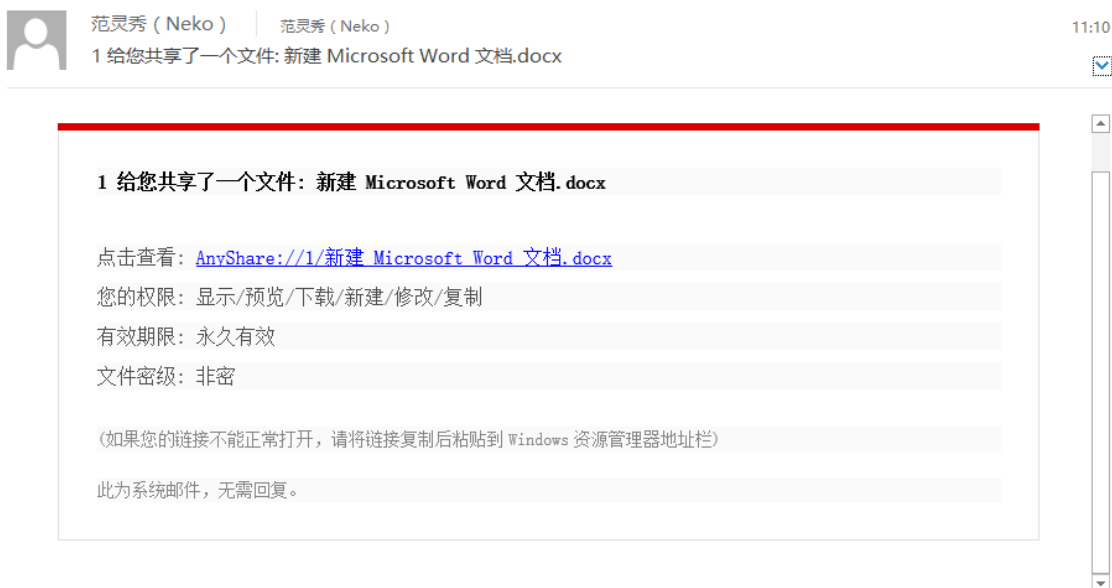 范灵秀（Neko） 范灵秀（Neko） 11:10
1 给您共享了一个文件: 新建 Microsoft Word 文档.docx
1 给您共享了一个文件: 新建 Microsoft Word 文档.docx
点击查看: AnyShare://1/新建 Microsoft Word 文档.docx
您的权限: 显示/预览/下载/新建/修改/复制
有效期限: 永久有效
文件密级: 非密
(如果您的链接不能正常打开，请将链接复制后粘贴到 Windows 资源管理器地址栏)
此为系统邮件，无需回复。